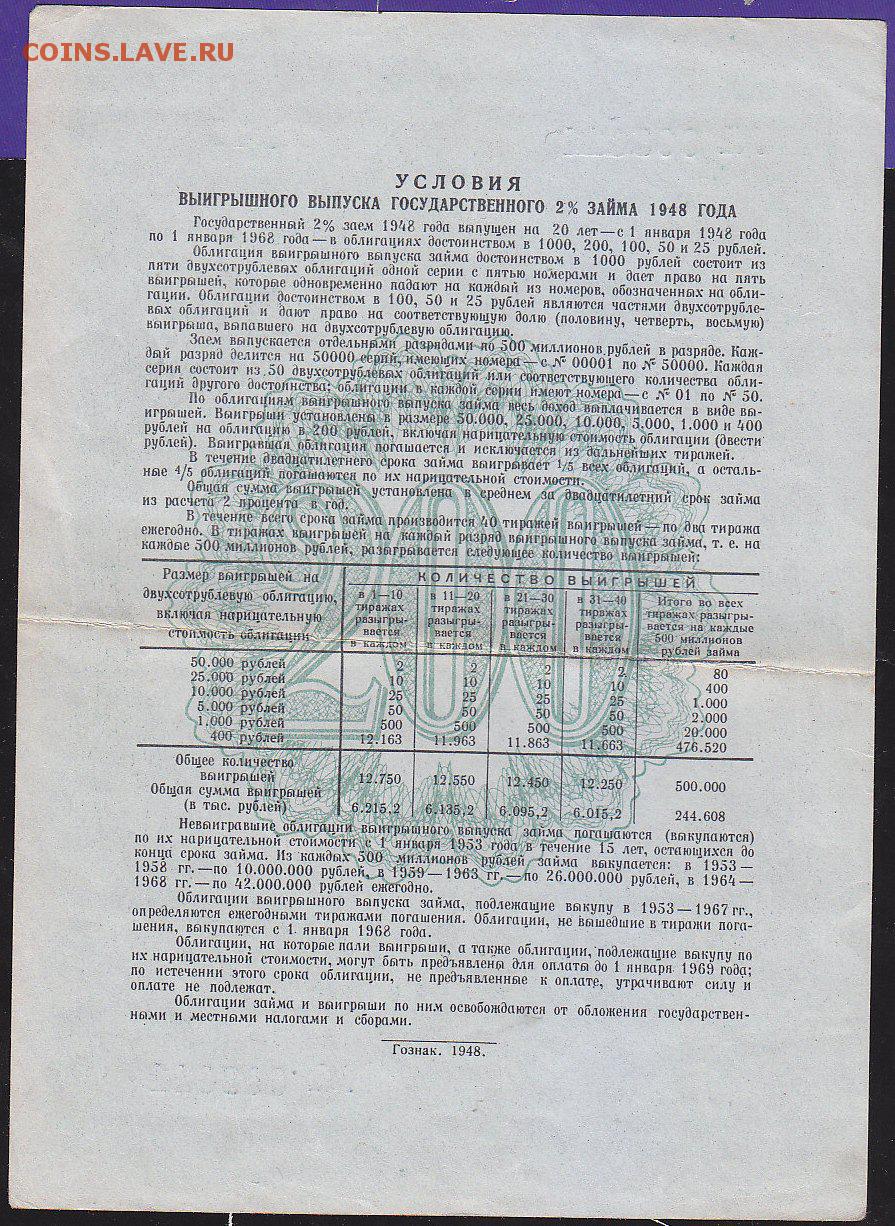 COINS.LAVE.RU
УСЛОВИЯ
ВЫИГРЫШНОГО ВЫПУСКА ГОСУДАРСТВЕННОГО 2% ЗАЙМА 1948 ГОДА
Государственный 2% заем 1948 года выпущен на 20 лет—с 1 января 1948 года
по 1 января 1968 года—в облигациях достоинством в 1000, 200, 100, 50 и 25 рублей.
Облигация выигрышного выпуска займа достоинством в 1000 рублей состоит из
пяти двухсотрублевых облигаций одной серии с пятью номерами и дает право на пять
выигрышей, которые одновременно падают на каждый из номеров, обозначенных на обли-
гации. Облигации достоинством в 100, 50 и 25 рублей являются частями двухсотрубле-
вых облигаций и дают право на соответствующую долю (половину, четверть, восьмую)
выигрыша, выпавшего на двухсотрублевую облигацию.
Заем выпускается отдельными разрядами по 500 миллионов рублей в разряде. Каж-
дый разряд делится на 50000 серий, имеющих номера—с № 00001 по № 50000. Каждая
серия состоит из 50 двухсотрублевых облигаций или соответствующего количества обли-
гаций другого достоинства; облигации в каждой серии имеют номера—с № 01 по № 50.
По облигациям выигрышного выпуска займа весь доход выплачивается в виде вы-
игрышей. Выигрыши установлены в размере 50.000, 25.000, 10.000, 5.000, 1.000 и 400
рублей на облигацию в 200 рублей, включая нарицательную стоимость облигации (двести
рублей). Выигравшая облигация погашается и исключается из дальнейших тиражей.
В течение двадцатилетнего срока займа выигрывает 1/5 всех облигаций, а осталь-
ные 4/5 облигаций погашаются по их нарицательной стоимости.
Общая сумма выигрышей установлена в среднем за двадцатилетний срок займа
из расчета 2 процента в год.
В течение всего срока займа производится 40 тиражей выигрышей—по два тиража
ежегодно. В тиражах выигрышей на каждый разряд выигрышного выпуска займа, т. е. на
каждые 500 миллионов рублей, разыгрывается следующее количество выигрышей:
Размер выигрышей на двухсотрублевую облигацию, включая нарицательную стоимость облигации
КОЛИЧЕСТВО ВЫИГРЫШЕЙ
в 1—10 тиражах разыгры- вается в каждом
в 11—20 тиражах разыгры- вается в каждом
в 21—30 тиражах разыгры- вается в каждом
в 31—40 тиражах разыгры- вается в каждом
Итого во всех тиражах разыгры- вается на каждые 500 миллионов рублей займа
50.000 рублей 2 2 2 2 80
25.000 рублей 10 10 10 10 400
10.000 рублей 25 25 25 25 1.000
5.000 рублей 50 50 50 50 2.000
1.000 рублей 500 500 500 500 20.000
400 рублей 12.163 11.963 11.863 11.663 476.520
Общее количество
выигрышей 12.750 12.550 12.450 12.250 500.000
Общая сумма выигрышей
(в тыс. рублей) 6.215,2 6.135,2 6.095,2 6.015,2 244.608
200
Невыигравшие облигации выигрышного выпуска займа погашаются (выкупаются)
по их нарицательной стоимости с 1 января 1953 года в течение 15 лет, остающихся до
конца срока займа. Из каждых 500 миллионов рублей займа выкупается: в 1953—
1958 гг.—по 10.000.000 рублей, в 1959—1963 гг.—по 26.000.000 рублей, в 1964—
1968 гг.—по 42.000.000 рублей ежегодно.
Облигации выигрышного выпуска займа, подлежащие выкупу в 1953—1967 гг.,
определяются ежегодными тиражами погашения. Облигации, не вышедшие в тиражи пога-
шения, выкупаются с 1 января 1968 года.
Облигации, на которые пали выигрыши, а также облигации, подлежащие выкупу по
их нарицательной стоимости, могут быть предъявлены для оплаты до 1 января 1969 года;
по истечении этого срока облигации, не предъявленные к оплате, утрачивают силу и
оплате не подлежат.
Облигации займа и выигрыши по ним освобождаются от обложения государствен-
ными и местными налогами и сборами.
Гознак. 1948.